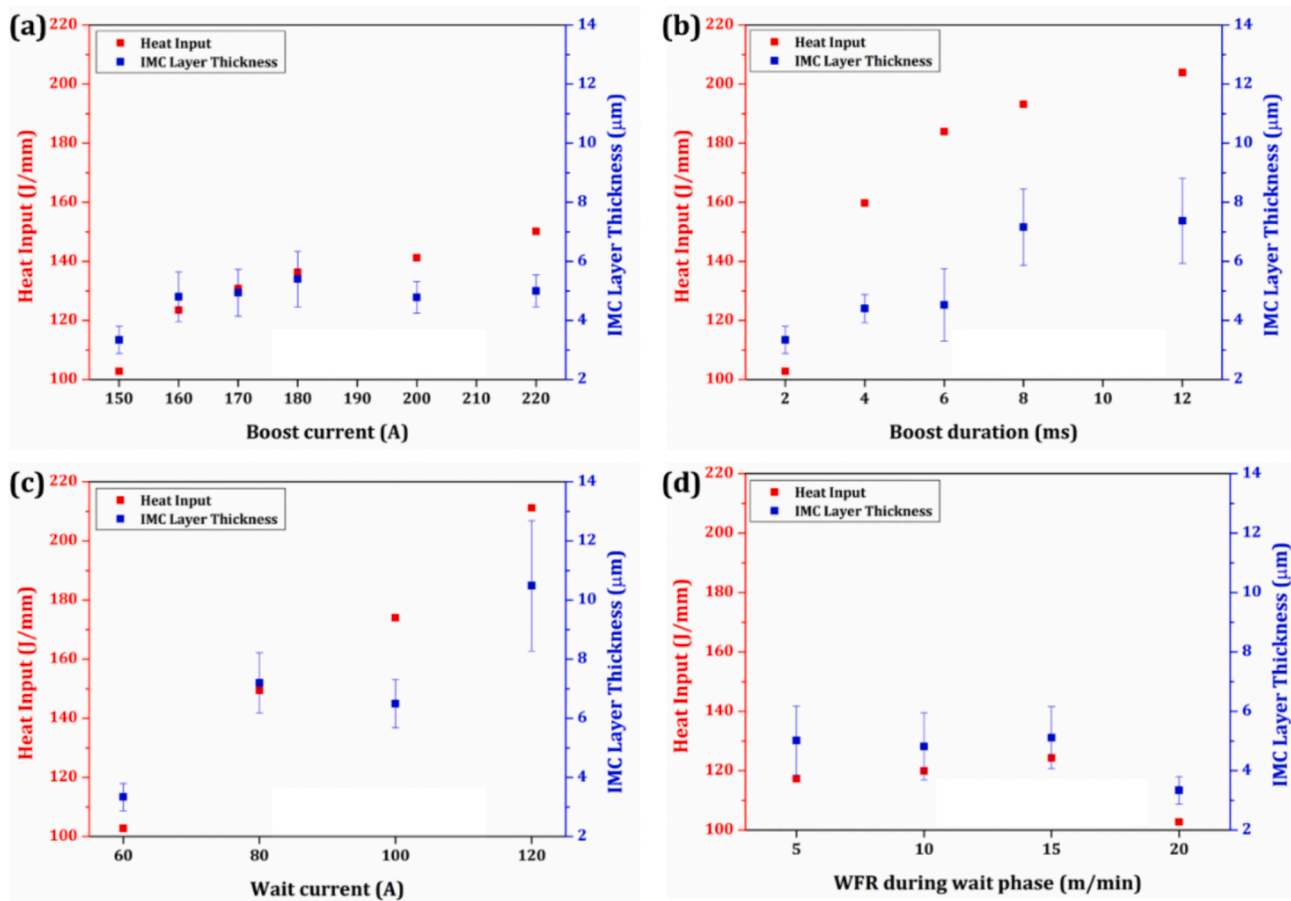 (a)
Heat Input
IMC Layer Thickness
220
200
180
160
140
120
100
Heat Input (J/mm)
14
12
10
8
6
4
2
IMC Layer Thickness (μm)
150 160 170 180 190 200 210 220
Boost current (A)
(b)
Heat Input
IMC Layer Thickness
220
200
180
160
140
120
100
Heat Input (J/mm)
14
12
10
8
6
4
2
IMC Layer Thickness (μm)
2 4 6 8 10 12
Boost duration (ms)
(c)
Heat Input
IMC Layer Thickness
220
200
180
160
140
120
100
Heat Input (J/mm)
14
12
10
8
6
4
2
IMC Layer Thickness (μm)
60 80 100 120
Wait current (A)
(d)
Heat Input
IMC Layer Thickness
220
200
180
160
140
120
100
Heat Input (J/mm)
14
12
10
8
6
4
2
IMC Layer Thickness (μm)
5 10 15 20
WFR during wait phase (m/min)